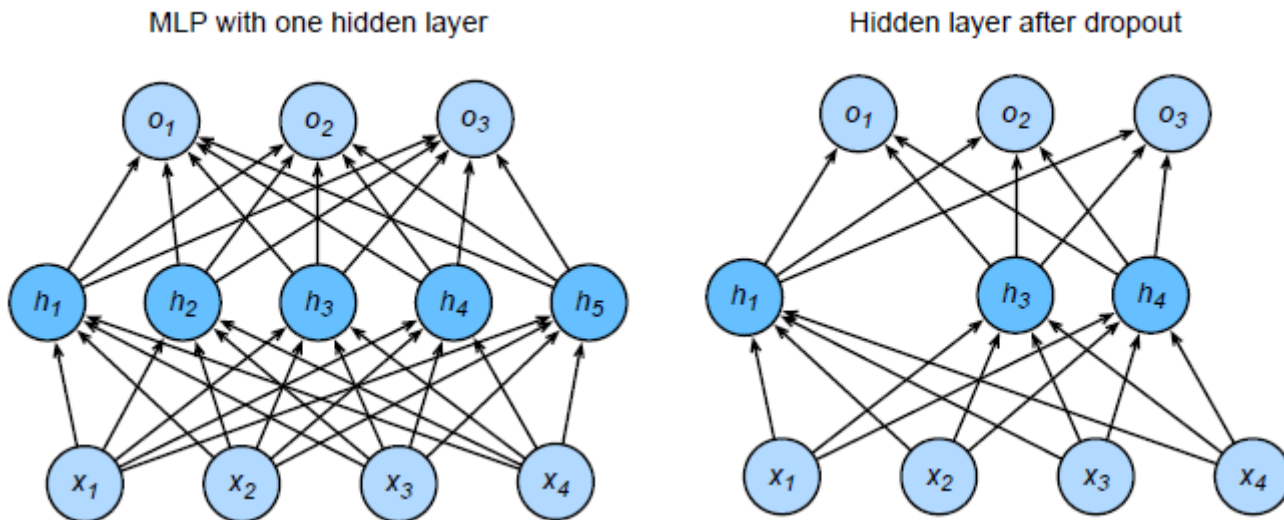 MLP with one hidden layer
Hidden layer after dropout
o1 o2 o3
o1 o2 o3
h1 h2 h3 h4 h5
h1 h3 h4
x1 x2 x3 x4
x1 x2 x3 x4